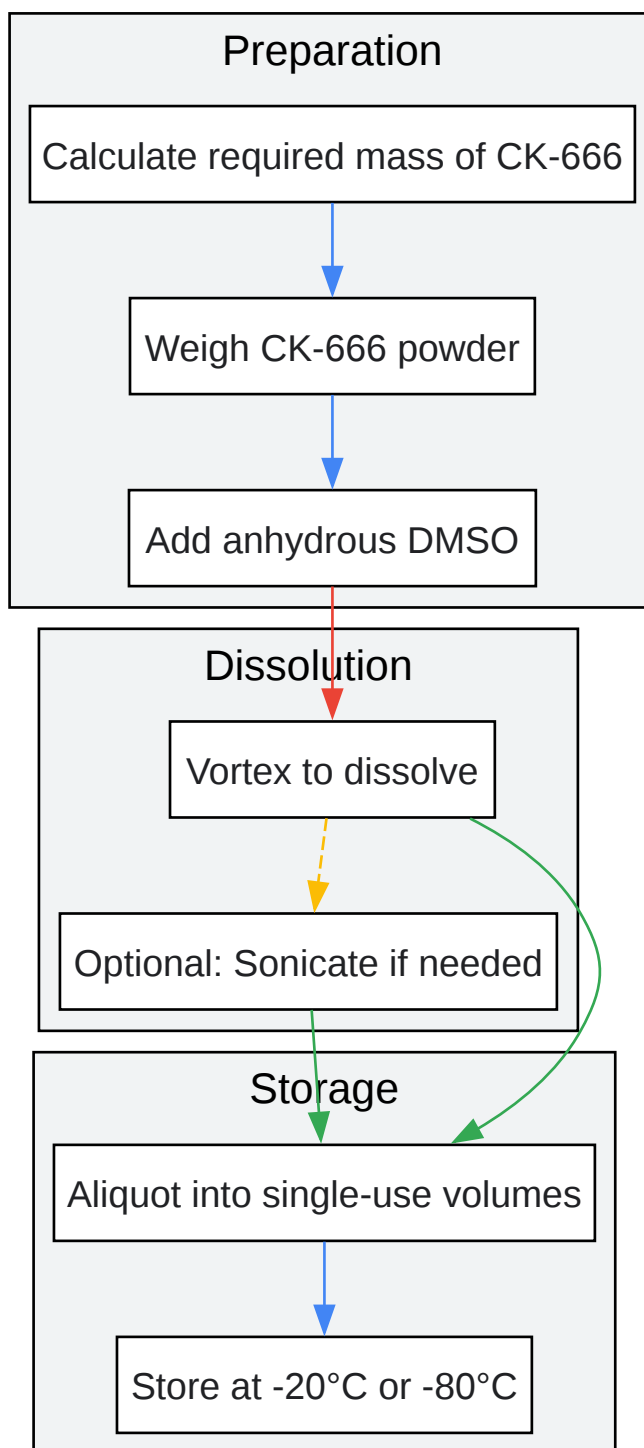 Preparation
Calculate required mass of CK-666
Weigh CK-666 powder
Add anhydrous DMSO
Dissolution
Vortex to dissolve
Optional: Sonicate if needed
Storage
Aliquot into single-use volumes
Store at -20°C or -80°C